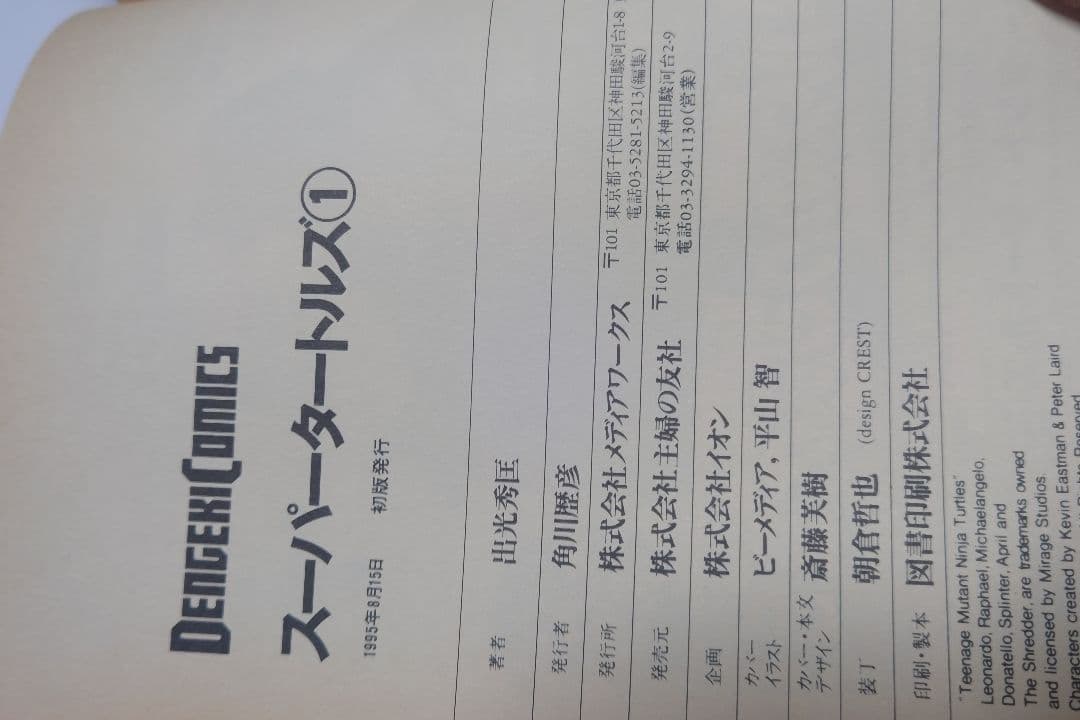 DENGEKI COMICS
スーパータートルズ①
1995年8月15日 初版発行
著者 出光秀匡
発行者 角川歴彦
発行所 株式会社メディアワークス 〒101 東京都千代田区神田駿河台1-8
電話03-5281-5213(編集)
発売元 株式会社主婦の友社 〒101 東京都千代田区神田駿河台2-9
電話03-3294-1130(営業)
企画 株式会社イオン
カバーイラスト ビーメディア, 平山 智
カバー・本文デザイン 斎藤芙樹
装丁 朝倉哲也 (design CREST)
印刷・製本 図書印刷株式会社
"Teenage Mutant Ninja Turtles"
Leonardo, Raphael, Michaelangelo,
Donatello, Splinter, April and
The Shredder, are trademarks owned
and licensed by Mirage Studios.
Characters created by Kevin Eastman & Peter Laird
Reserved